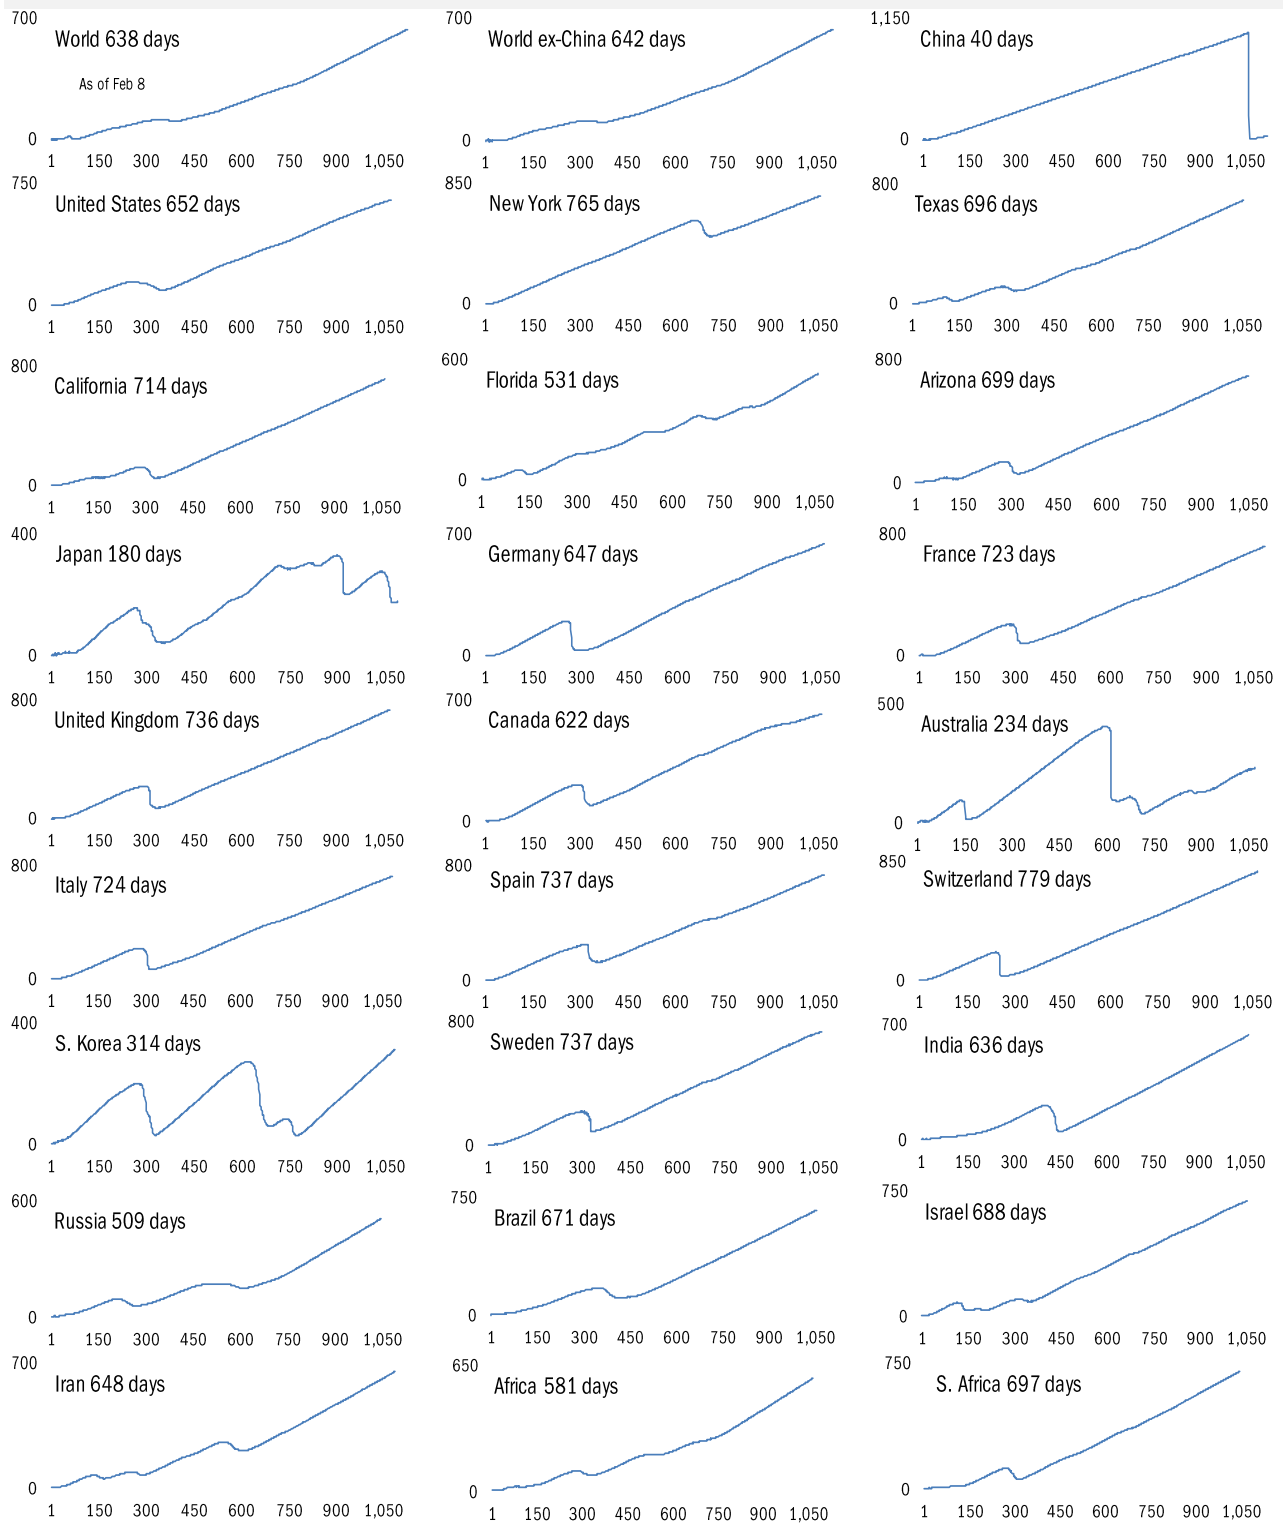 700 700 1,150
World 638 days World ex-China 642 days China 40 days
As of Feb 8
0 0 0
1 150 300 450 600 750 900 1,050 1 150 300 450 600 750 900 1,050 1 150 300 450 600 750 900 1,050
750 850 800
United States 652 days New York 765 days Texas 696 days
0 0 0
1 150 300 450 600 750 900 1,050 1 150 300 450 600 750 900 1,050 1 150 300 450 600 750 900 1,050
800 600 800
California 714 days Florida 531 days Arizona 699 days
0 0 0
1 150 300 450 600 750 900 1,050 1 150 300 450 600 750 900 1,050 1 150 300 450 600 750 900 1,050
400 700 800
Japan 180 days Germany 647 days France 723 days
0 0 0
1 150 300 450 600 750 900 1,050 1 150 300 450 600 750 900 1,050 1 150 300 450 600 750 900 1,050
800 700 500
United Kingdom 736 days Canada 622 days Australia 234 days
0 0 0
1 150 300 450 600 750 900 1,050 1 150 300 450 600 750 900 1,050 1 150 300 450 600 750 900 1,050
800 800 850
Italy 724 days Spain 737 days Switzerland 779 days
0 0 0
1 150 300 450 600 750 900 1,050 1 150 300 450 600 750 900 1,050 1 150 300 450 600 750 900 1,050
400 800 700
S. Korea 314 days Sweden 737 days India 636 days
0 0 0
1 150 300 450 600 750 900 1,050 1 150 300 450 600 750 900 1,050 1 150 300 450 600 750 900 1,050
600 750 750
Russia 509 days Brazil 671 days Israel 688 days
0 0 0
1 150 300 450 600 750 900 1,050 1 150 300 450 600 750 900 1,050 1 150 300 450 600 750 900 1,050
700 650 750
Iran 648 days Africa 581 days S. Africa 697 days
0 0 0
1 150 300 450 600 750 900 1,050 1 150 300 450 600 750 900 1,050 1 150 300 450 600 750 900 1,050